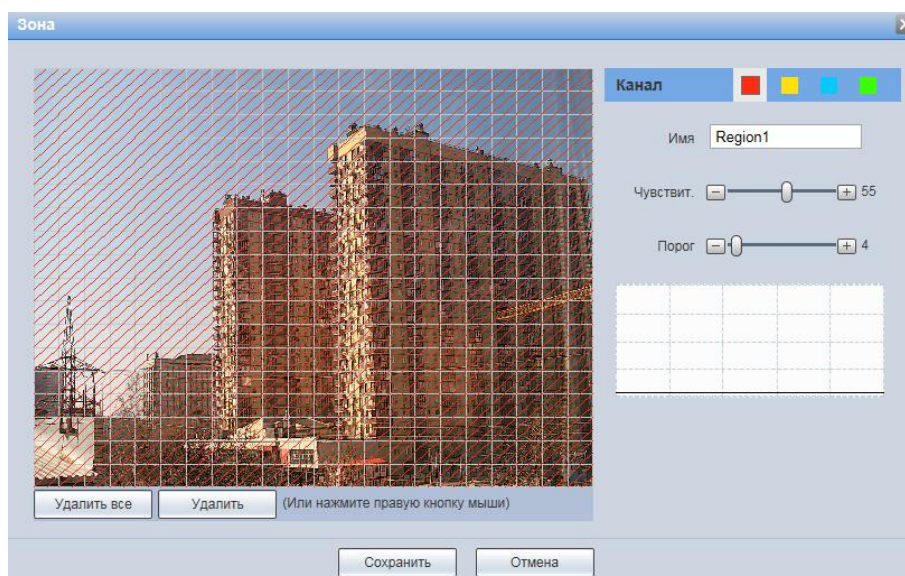 Зона
Канал
Имя Region1
Чувствит. 55
Порог 4
Удалить все Удалить (Или нажмите правую кнопку мыши)
Сохранить Отмена